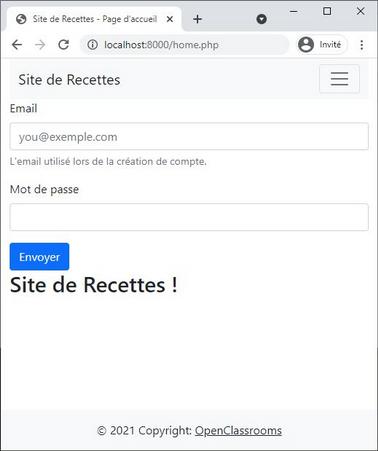 Site de Recettes - Page d'accueil
localhost:8000/home.php
Invité
Site de Recettes
Email
you@exemple.com
L'email utilisé lors de la création de compte.
Mot de passe
Envoyer
Site de Recettes !
© 2021 Copyright: OpenClassrooms